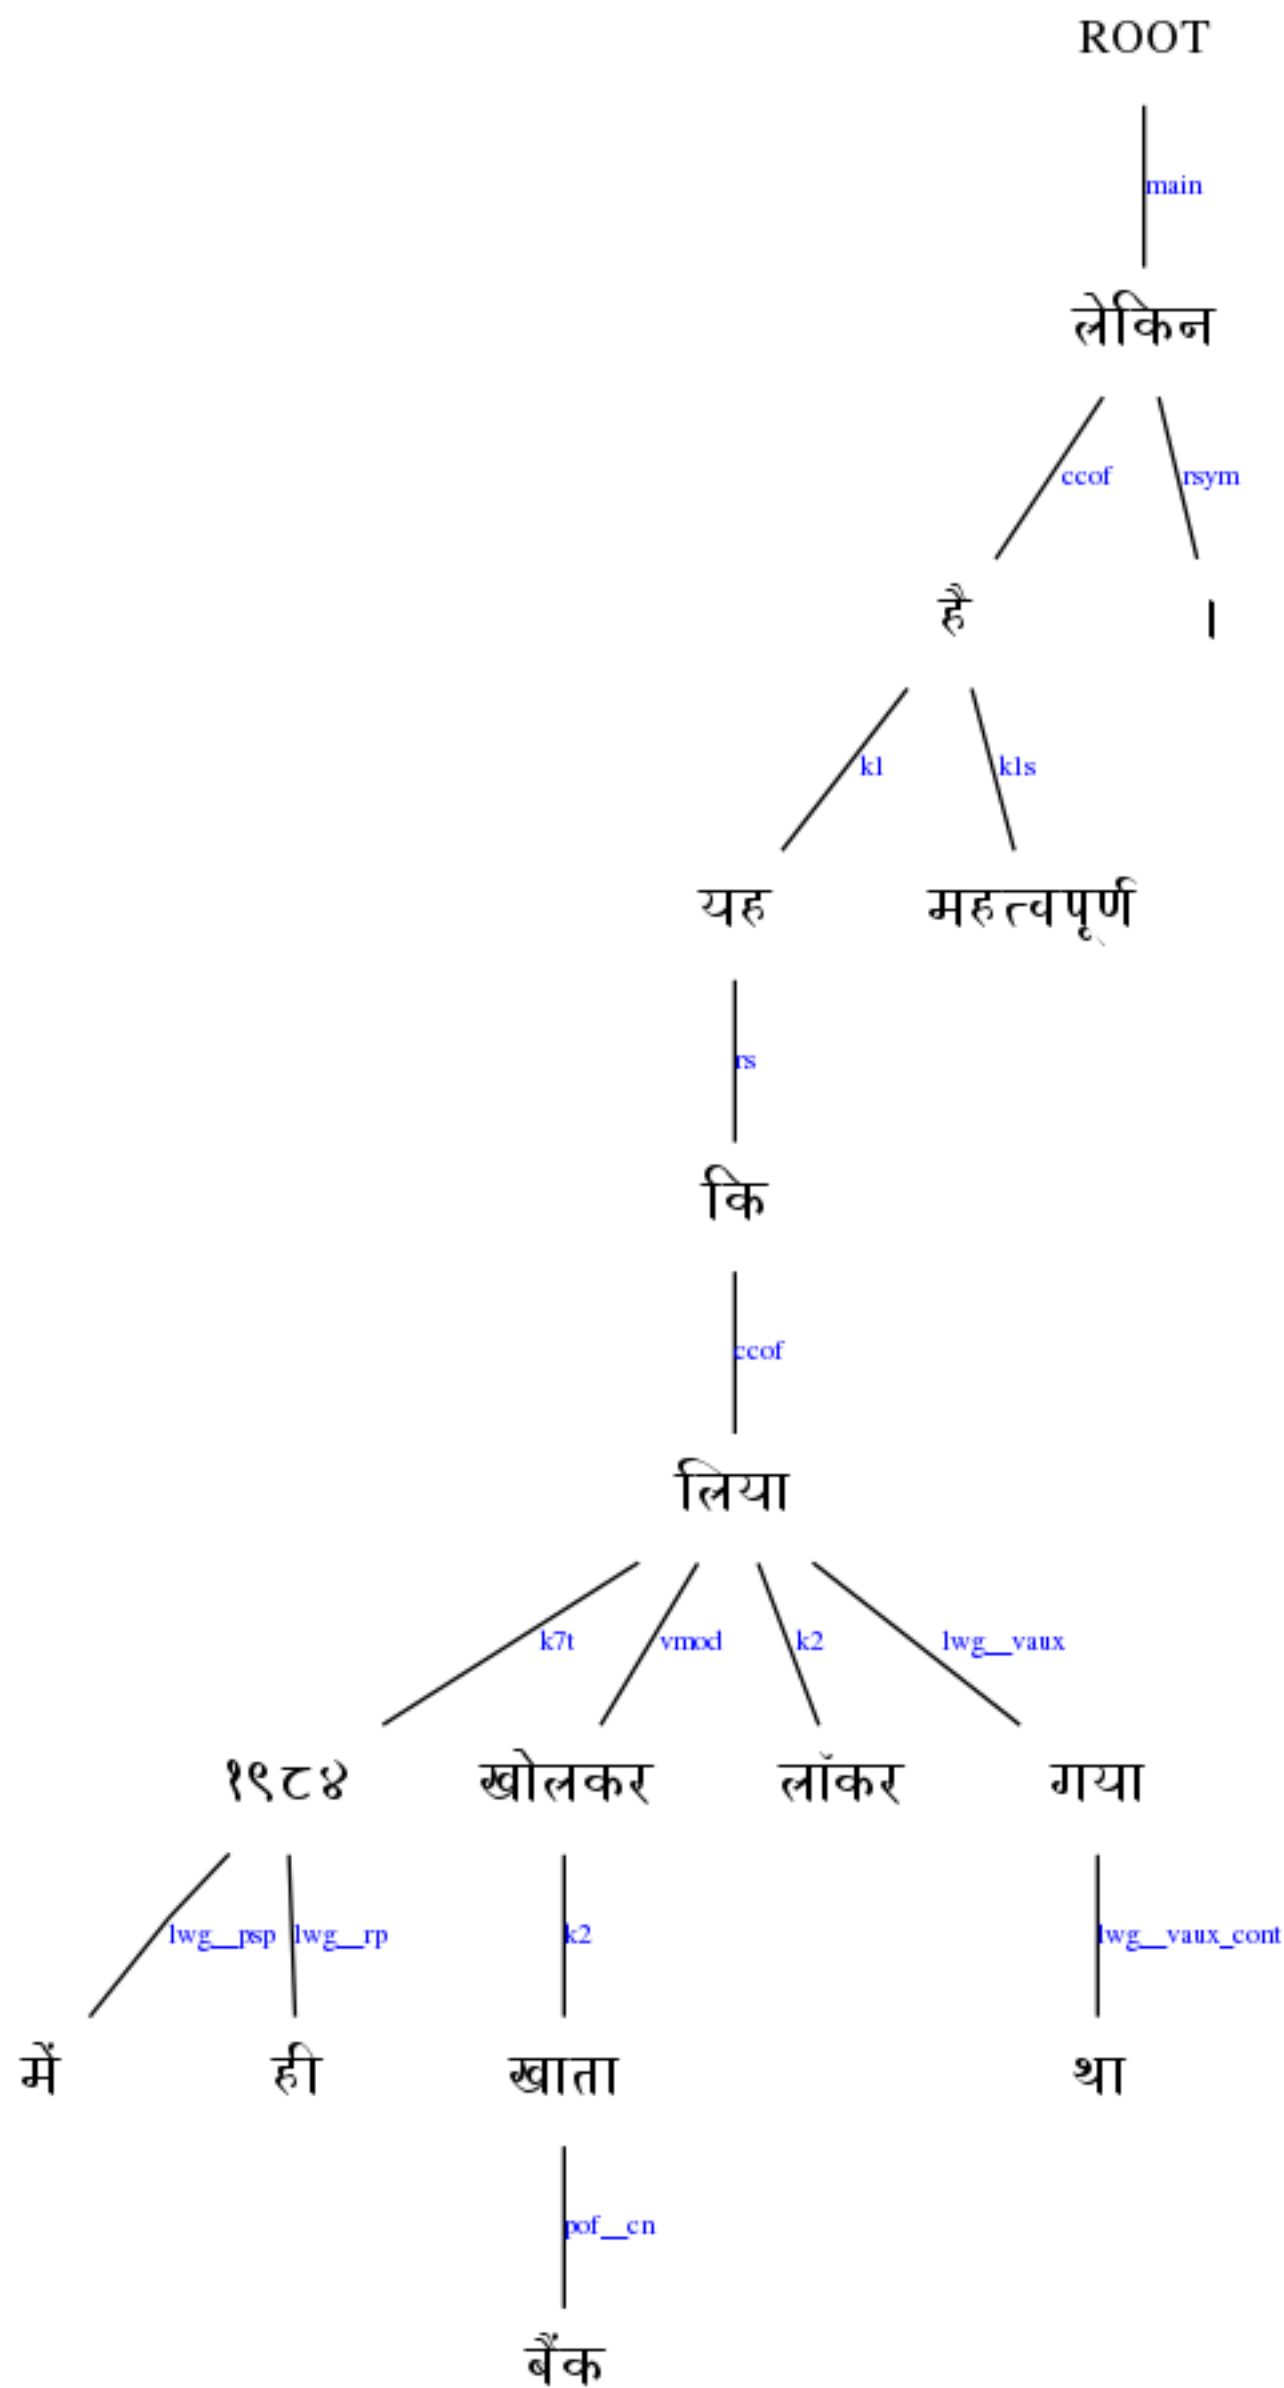 ROOT
main
लेकिन
ccof rsym
है ।
k1 k1s
यह महत्वपूर्ण
rs
कि
ccof
लिया
k7t vmod k2 lwg__vaux
१९८४ खोलकर लॉकर गया
lwg__psp lwg__rp k2 lwg__vaux_cont
में ही खाता था
pof__cn
बैंक